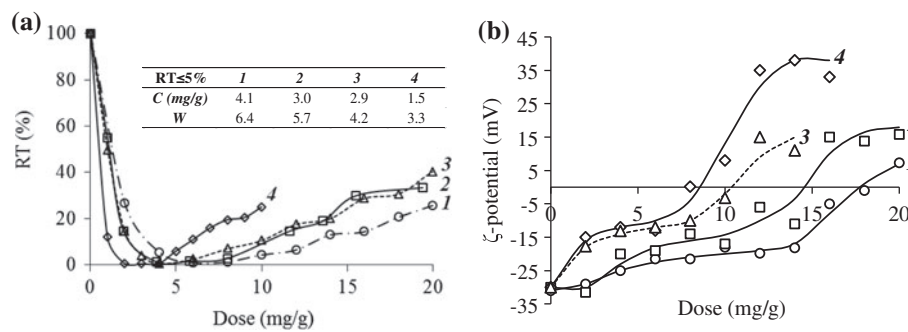 (a)
100
80
60
40
20
0
RT (%)
RT≤5% 1 2 3 4
C (mg/g) 4.1 3.0 2.9 1.5
W 6.4 5.7 4.2 3.3
4
3
2
1
0 5 10 15 20
Dose (mg/g)
(b)
45
35
25
15
5
-5
-15
-25
-35
ζ-potential (mV)
4
3
0 5 10 15 20
Dose (mg/g)